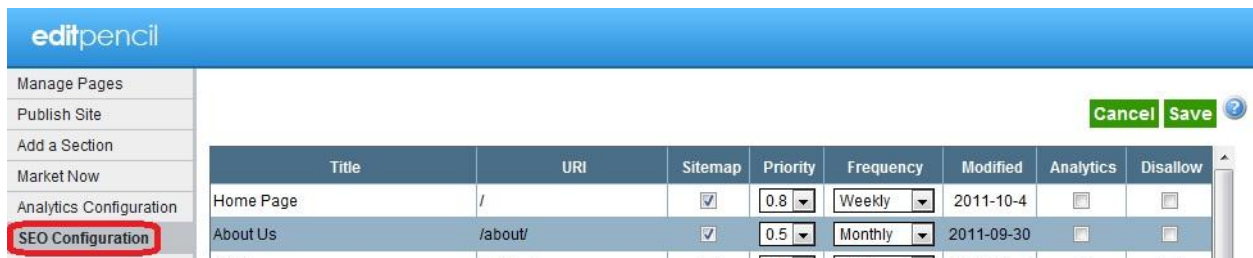 editpencil
Manage Pages
Publish Site
Add a Section
Market Now
Analytics Configuration
SEO Configuration
Cancel Save ?
Title URI Sitemap Priority Frequency Modified Analytics Disallow
Home Page / 0.8 Weekly 2011-10-4
About Us /about/ 0.5 Monthly 2011-09-30